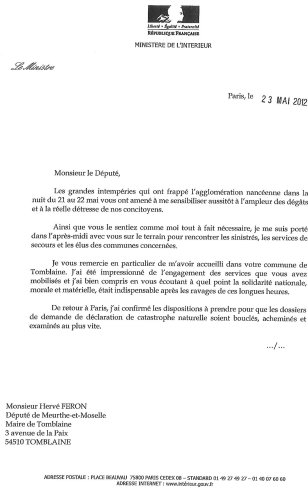 Liberté • Égalité • Fraternité
RÉPUBLIQUE FRANÇAISE
MINISTÈRE DE L'INTÉRIEUR
Le Ministre
Paris, le 23 MAI 2012
Monsieur le Député,
Les grandes intempéries qui ont frappé l'agglomération nancéenne dans la
nuit du 21 au 22 mai vous ont amené à me sensibiliser aussitôt à l'ampleur des dégâts
et à la réelle détresse de nos concitoyens.
Ainsi que vous le sentiez comme moi tout à fait nécessaire, je me suis porté
dans l'après-midi avec vous sur le terrain pour rencontrer les sinistrés, les services de
secours et les élus des communes concernées.
Je vous remercie en particulier de m'avoir accueilli dans votre commune de
Tomblaine. J'ai été impressionné de l'engagement des services que vous avez
mobilisés et j'ai bien compris en vous écoutant à quel point la solidarité nationale,
morale et matérielle, était indispensable après les ravages de ces longues heures.
De retour à Paris, j'ai confirmé les dispositions à prendre pour que les dossiers
de demande de déclaration de catastrophe naturelle soient bouclés, acheminés et
examinés au plus vite.
.../...
Monsieur Hervé FERON
Député de Meurthe-et-Moselle
Maire de Tomblaine
3 avenue de la Paix
54510 TOMBLAINE
ADRESSE POSTALE : PLACE BEAUVAU 75800 PARIS CEDEX 08 – STANDARD 01 49 27 49 27 – 01 40 07 60 60
ADRESSE INTERNET : www.interieur.gouv.fr